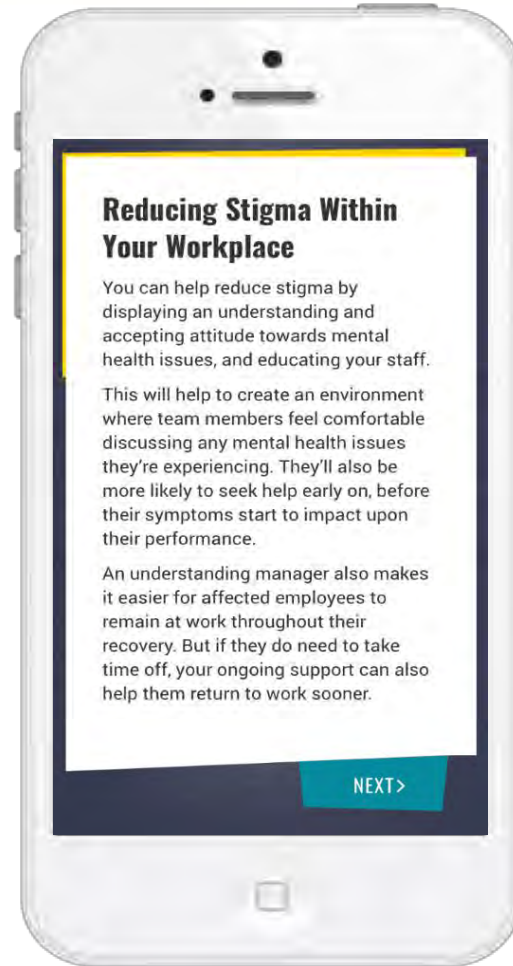 Reducing Stigma Within
Your Workplace
You can help reduce stigma by
displaying an understanding and
accepting attitude towards mental
health issues, and educating your staff.
This will help to create an environment
where team members feel comfortable
discussing any mental health issues
they're experiencing. They'll also be
more likely to seek help early on, before
their symptoms start to impact upon
their performance.
An understanding manager also makes
it easier for affected employees to
remain at work throughout their
recovery. But if they do need to take
time off, your ongoing support can also
help them return to work sooner.
NEXT>